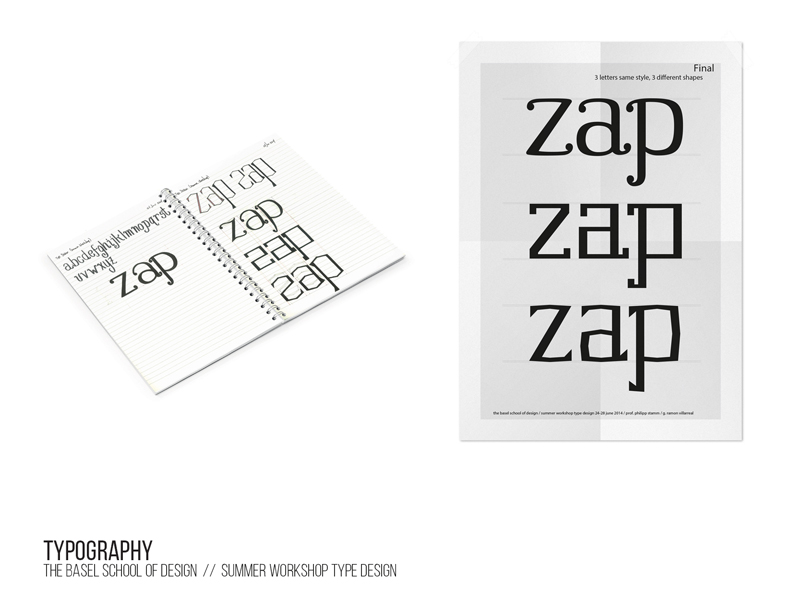 abcdefghijklmnopqrst
uvwxyz
zap
zap zap
zap
zap
zap
Final
3 letters same style, 3 different shapes
zap
zap
zap
the basel school of design / summer workshop type design 24-28 june 2014 / prof. philipp stamm / g. ramon villarreal
TYPOGRAPHY
THE BASEL SCHOOL OF DESIGN // SUMMER WORKSHOP TYPE DESIGN